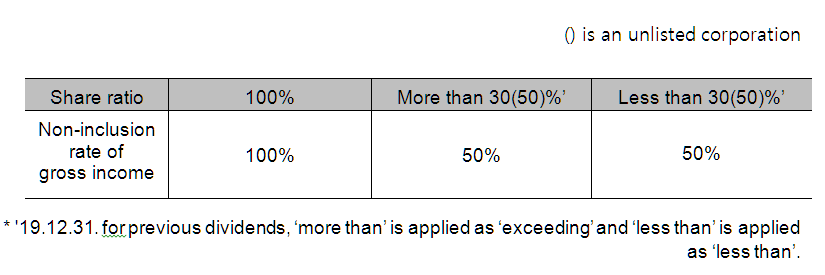 () is an unlisted corporation
Share ratio 100% More than 30(50)%' Less than 30(50)%'
Non-inclusion
rate of
gross income
100% 50% 50%
* '19.12.31. for previous dividends, 'more than' is applied as 'exceeding' and 'less than' is applied
as 'less than'.